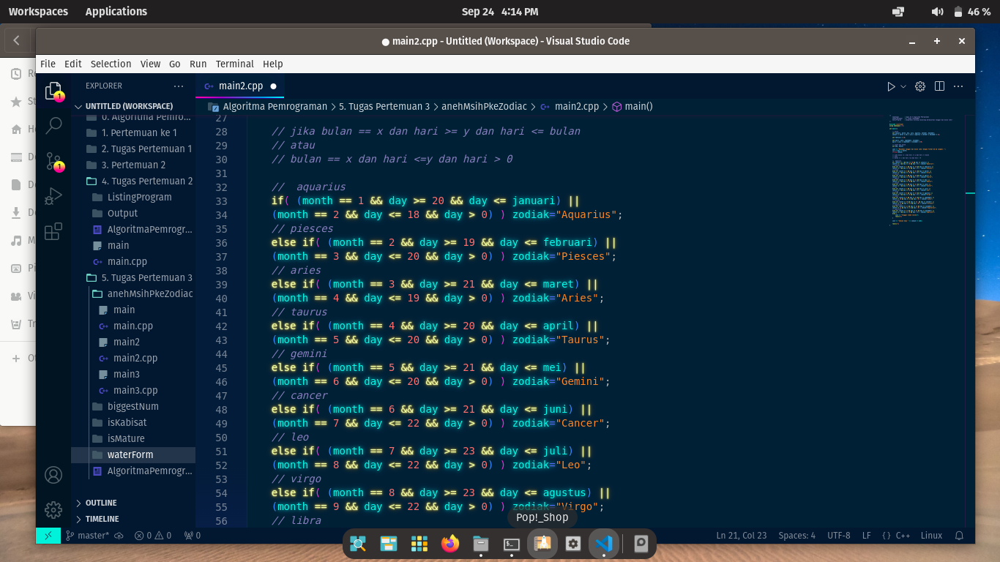 Workspaces Applications Sep 24 4:14 PM 46 %
main2.cpp - Untitled (Workspace) - Visual Studio Code
File Edit Selection View Go Run Terminal Help
EXPLORER
UNTITLED (WORKSPACE)
0. Algoritma Pemro...
1. Pertemuan ke 1
2. Tugas Pertemuan 1
3. Pertemuan 2
4. Tugas Pertemuan 2
ListingProgram
Output
AlgoritmaPemrogr...
main
main.cpp
5. Tugas Pertemuan 3
anehMsihPkeZodiac
main
main.cpp
main2
main2.cpp
main3
main3.cpp
biggestNum
isKabisat
isMature
waterForm
AlgoritmaPemrogr...
OUTLINE
TIMELINE
main2.cpp
Algoritma Pemrograman > 5. Tugas Pertemuan 3 > anehMsihPkeZodiac > main2.cpp > main()
27
28 // jika bulan == x dan hari >= y dan hari <= bulan
29 // atau
30 // bulan == x dan hari <=y dan hari > 0
31
32 //  aquarius
33 if( (month == 1 && day >= 20 && day <= januari) ||
34 (month == 2 && day <= 18 && day > 0) ) zodiak="Aquarius";
35 // piesces
36 else if( (month == 2 && day >= 19 && day <= februari) ||
37 (month == 3 && day <= 20 && day > 0) ) zodiak="Piesces";
38 // aries
39 else if( (month == 3 && day >= 21 && day <= maret) ||
40 (month == 4 && day <= 19 && day > 0) ) zodiak="Aries";
41 // taurus
42 else if( (month == 4 && day >= 20 && day <= april) ||
43 (month == 5 && day <= 20 && day > 0) ) zodiak="Taurus";
44 // gemini
45 else if( (month == 5 && day >= 21 && day <= mei) ||
46 (month == 6 && day <= 20 && day > 0) ) zodiak="Gemini";
47 // cancer
48 else if( (month == 6 && day >= 21 && day <= juni) ||
49 (month == 7 && day <= 22 && day > 0) ) zodiak="Cancer";
50 // leo
51 else if( (month == 7 && day >= 23 && day <= juli) ||
52 (month == 8 && day <= 22 && day > 0) ) zodiak="Leo";
53 // virgo
54 else if( (month == 8 && day >= 23 && day <= agustus) ||
55 (month == 9 && day <= 22 && day > 0) ) zodiak="Virgo";
56 // libra
Pop!_Shop
master* 0 0 0 Ln 21, Col 23 Spaces: 4 UTF-8 LF {} C++ Linux